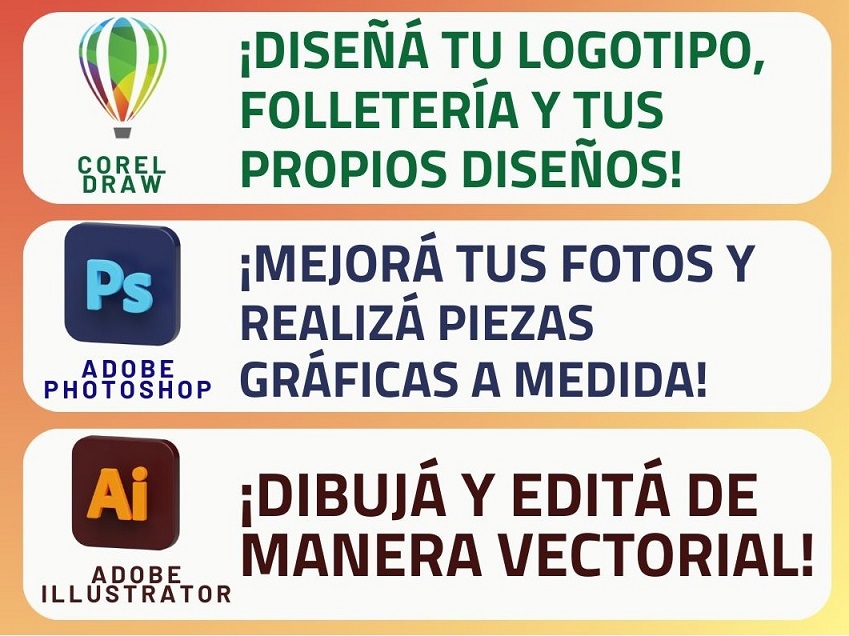 COREL
DRAW
¡DISEÑÁ TU LOGOTIPO,
FOLLETERÍA Y TUS
PROPIOS DISEÑOS!
Ps
ADOBE
PHOTOSHOP
¡MEJORÁ TUS FOTOS Y
REALIZÁ PIEZAS
GRÁFICAS A MEDIDA!
Ai
ADOBE
ILLUSTRATOR
¡DIBUJÁ Y EDITÁ DE
MANERA VECTORIAL!